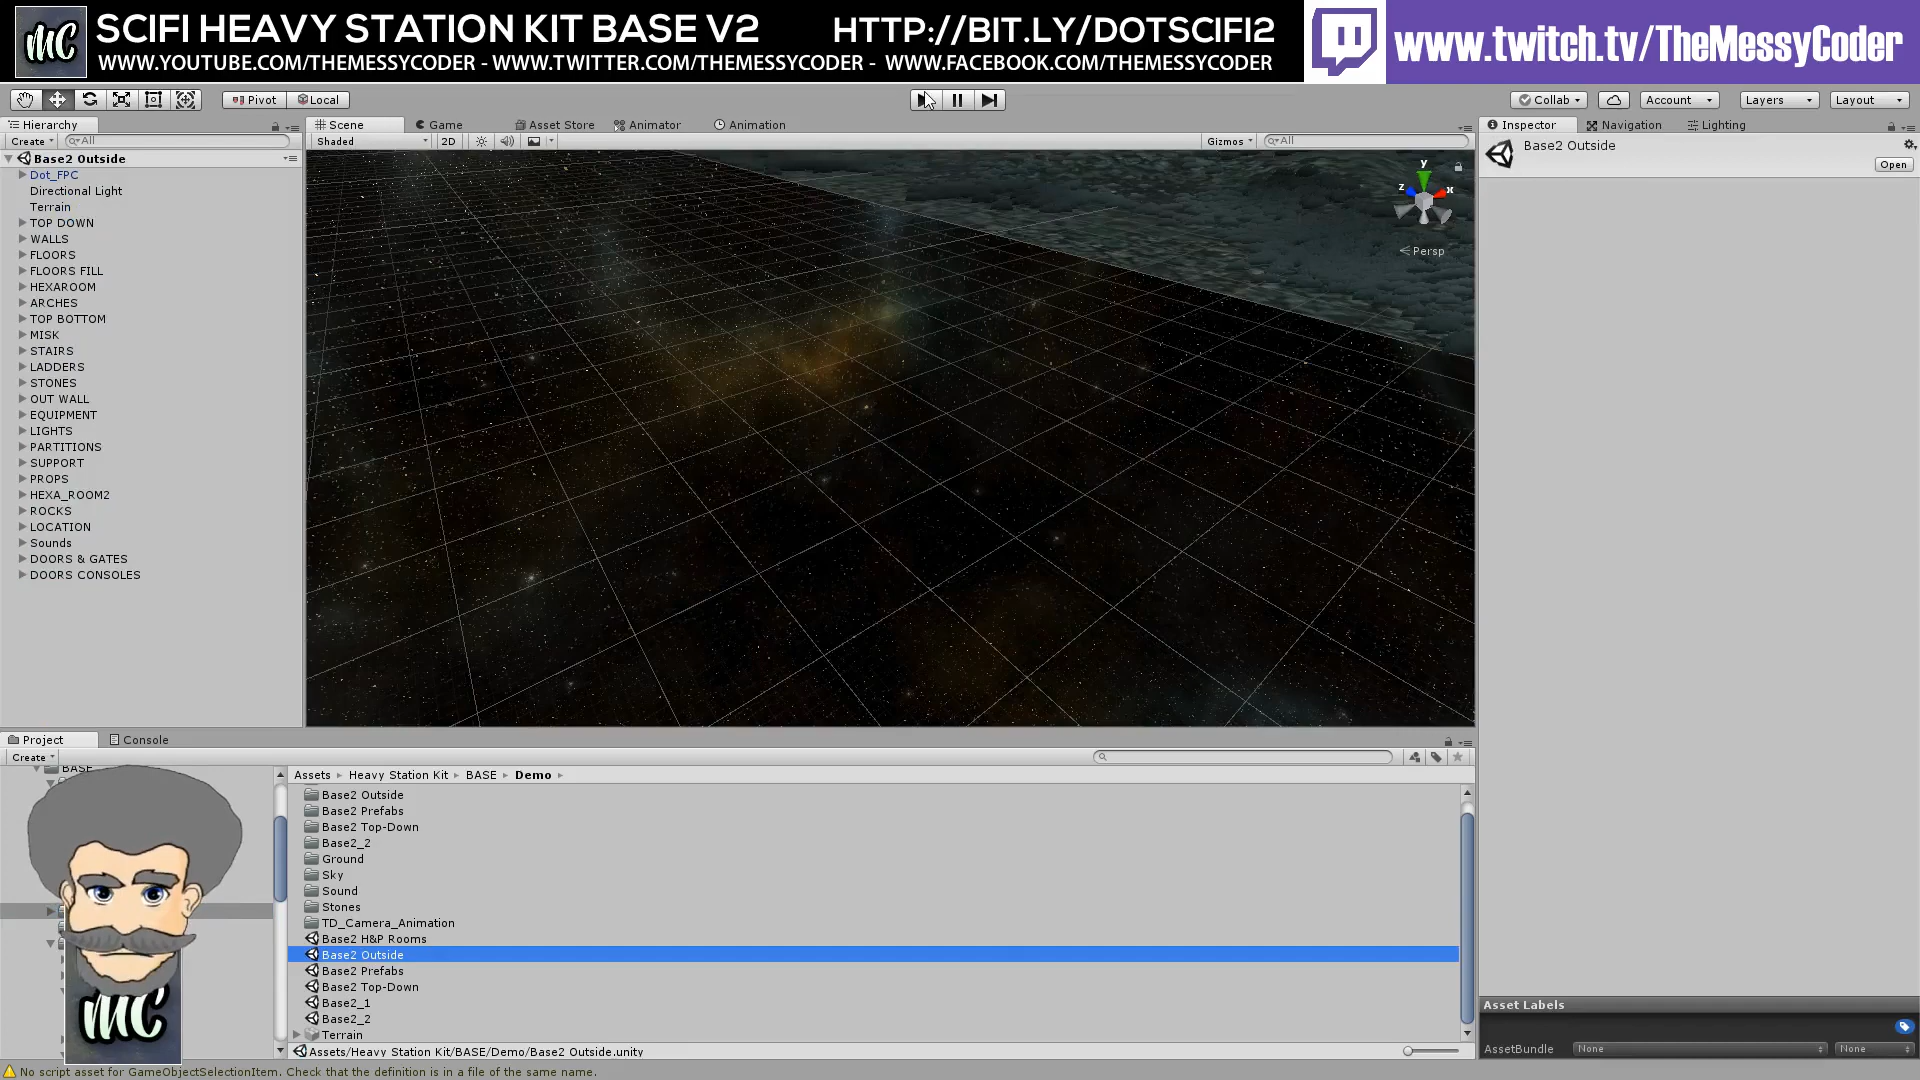 MC
SCIFI HEAVY STATION KIT BASE V2
HTTP://BIT.LY/DOTSCIFI2
WWW.YOUTUBE.COM/THEMESSYCODER - WWW.TWITTER.COM/THEMESSYCODER - WWW.FACEBOOK.COM/THEMESSYCODER
www.twitch.tv/TheMessyCoder
Pivot
Local
Collab
Account
Layers
Layout
Hierarchy
Create
All
Base2 Outside
Dot_FPC
Directional Light
Terrain
TOP DOWN
WALLS
FLOORS
FLOORS FILL
HEXAROOM
ARCHES
TOP BOTTOM
MISK
STAIRS
LADDERS
STONES
OUT WALL
EQUIPMENT
LIGHTS
PARTITIONS
SUPPORT
PROPS
HEXA_ROOM2
ROCKS
LOCATION
Sounds
DOORS & GATES
DOORS CONSOLES
Scene
Game
Asset Store
Animator
Animation
Shaded
2D
Gizmos
All
y
z
x
Persp
Inspector
Navigation
Lighting
Base2 Outside
Open
Project
Console
Create
BASE
MC
Assets
Heavy Station Kit
BASE
Demo
Base2 Outside
Base2 Prefabs
Base2 Top-Down
Base2_2
Ground
Sky
Sound
Stones
TD_Camera_Animation
Base2 H&P Rooms
Base2 Outside
Base2 Prefabs
Base2 Top-Down
Base2_1
Base2_2
Terrain
Assets/Heavy Station Kit/BASE/Demo/Base2 Outside.unity
Asset Labels
AssetBundle
None
None
No script asset for GameObjectSelectionItem. Check that the definition is in a file of the same name.